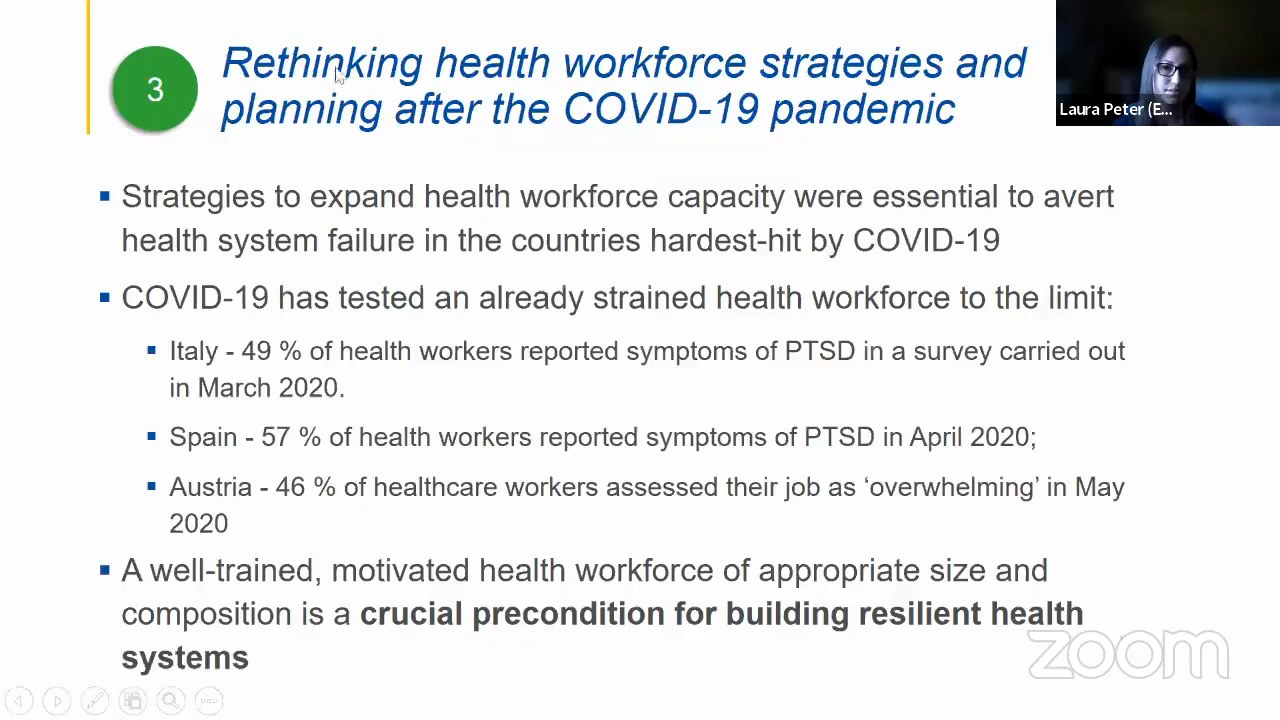 3
Rethinking health workforce strategies and
planning after the COVID-19 pandemic
Laura Peter (E...
▪ Strategies to expand health workforce capacity were essential to avert
health system failure in the countries hardest-hit by COVID-19
▪ COVID-19 has tested an already strained health workforce to the limit:
▪ Italy - 49 % of health workers reported symptoms of PTSD in a survey carried out
in March 2020.
▪ Spain - 57 % of health workers reported symptoms of PTSD in April 2020;
▪ Austria - 46 % of healthcare workers assessed their job as ‘overwhelming’ in May
2020
▪ A well-trained, motivated health workforce of appropriate size and
composition is a crucial precondition for building resilient health
systems
zoom